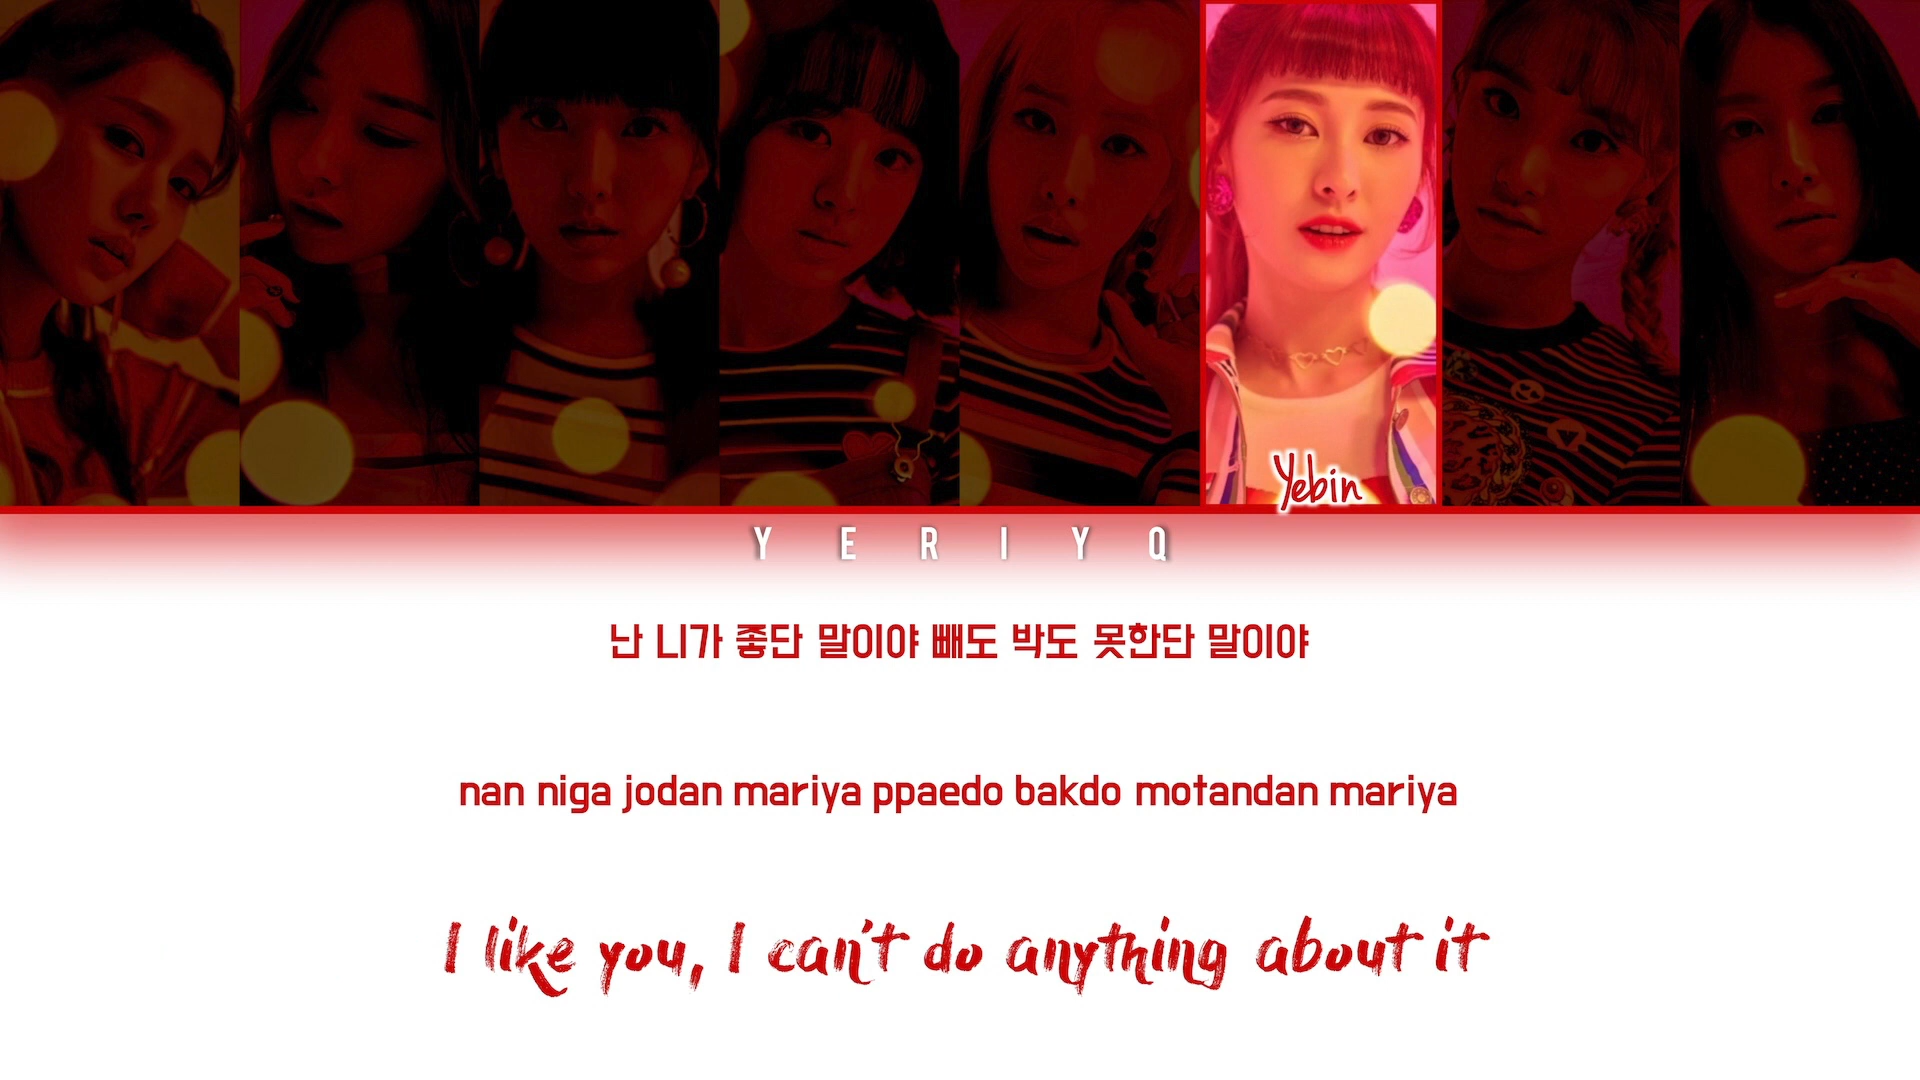 Yebin
YERIYQ
난 니가 좋단 말이야 빼도 박도 못한단 말이야
nan niga jodan mariya ppaedo bakdo motandan mariya
I like you, I can't do anything about it